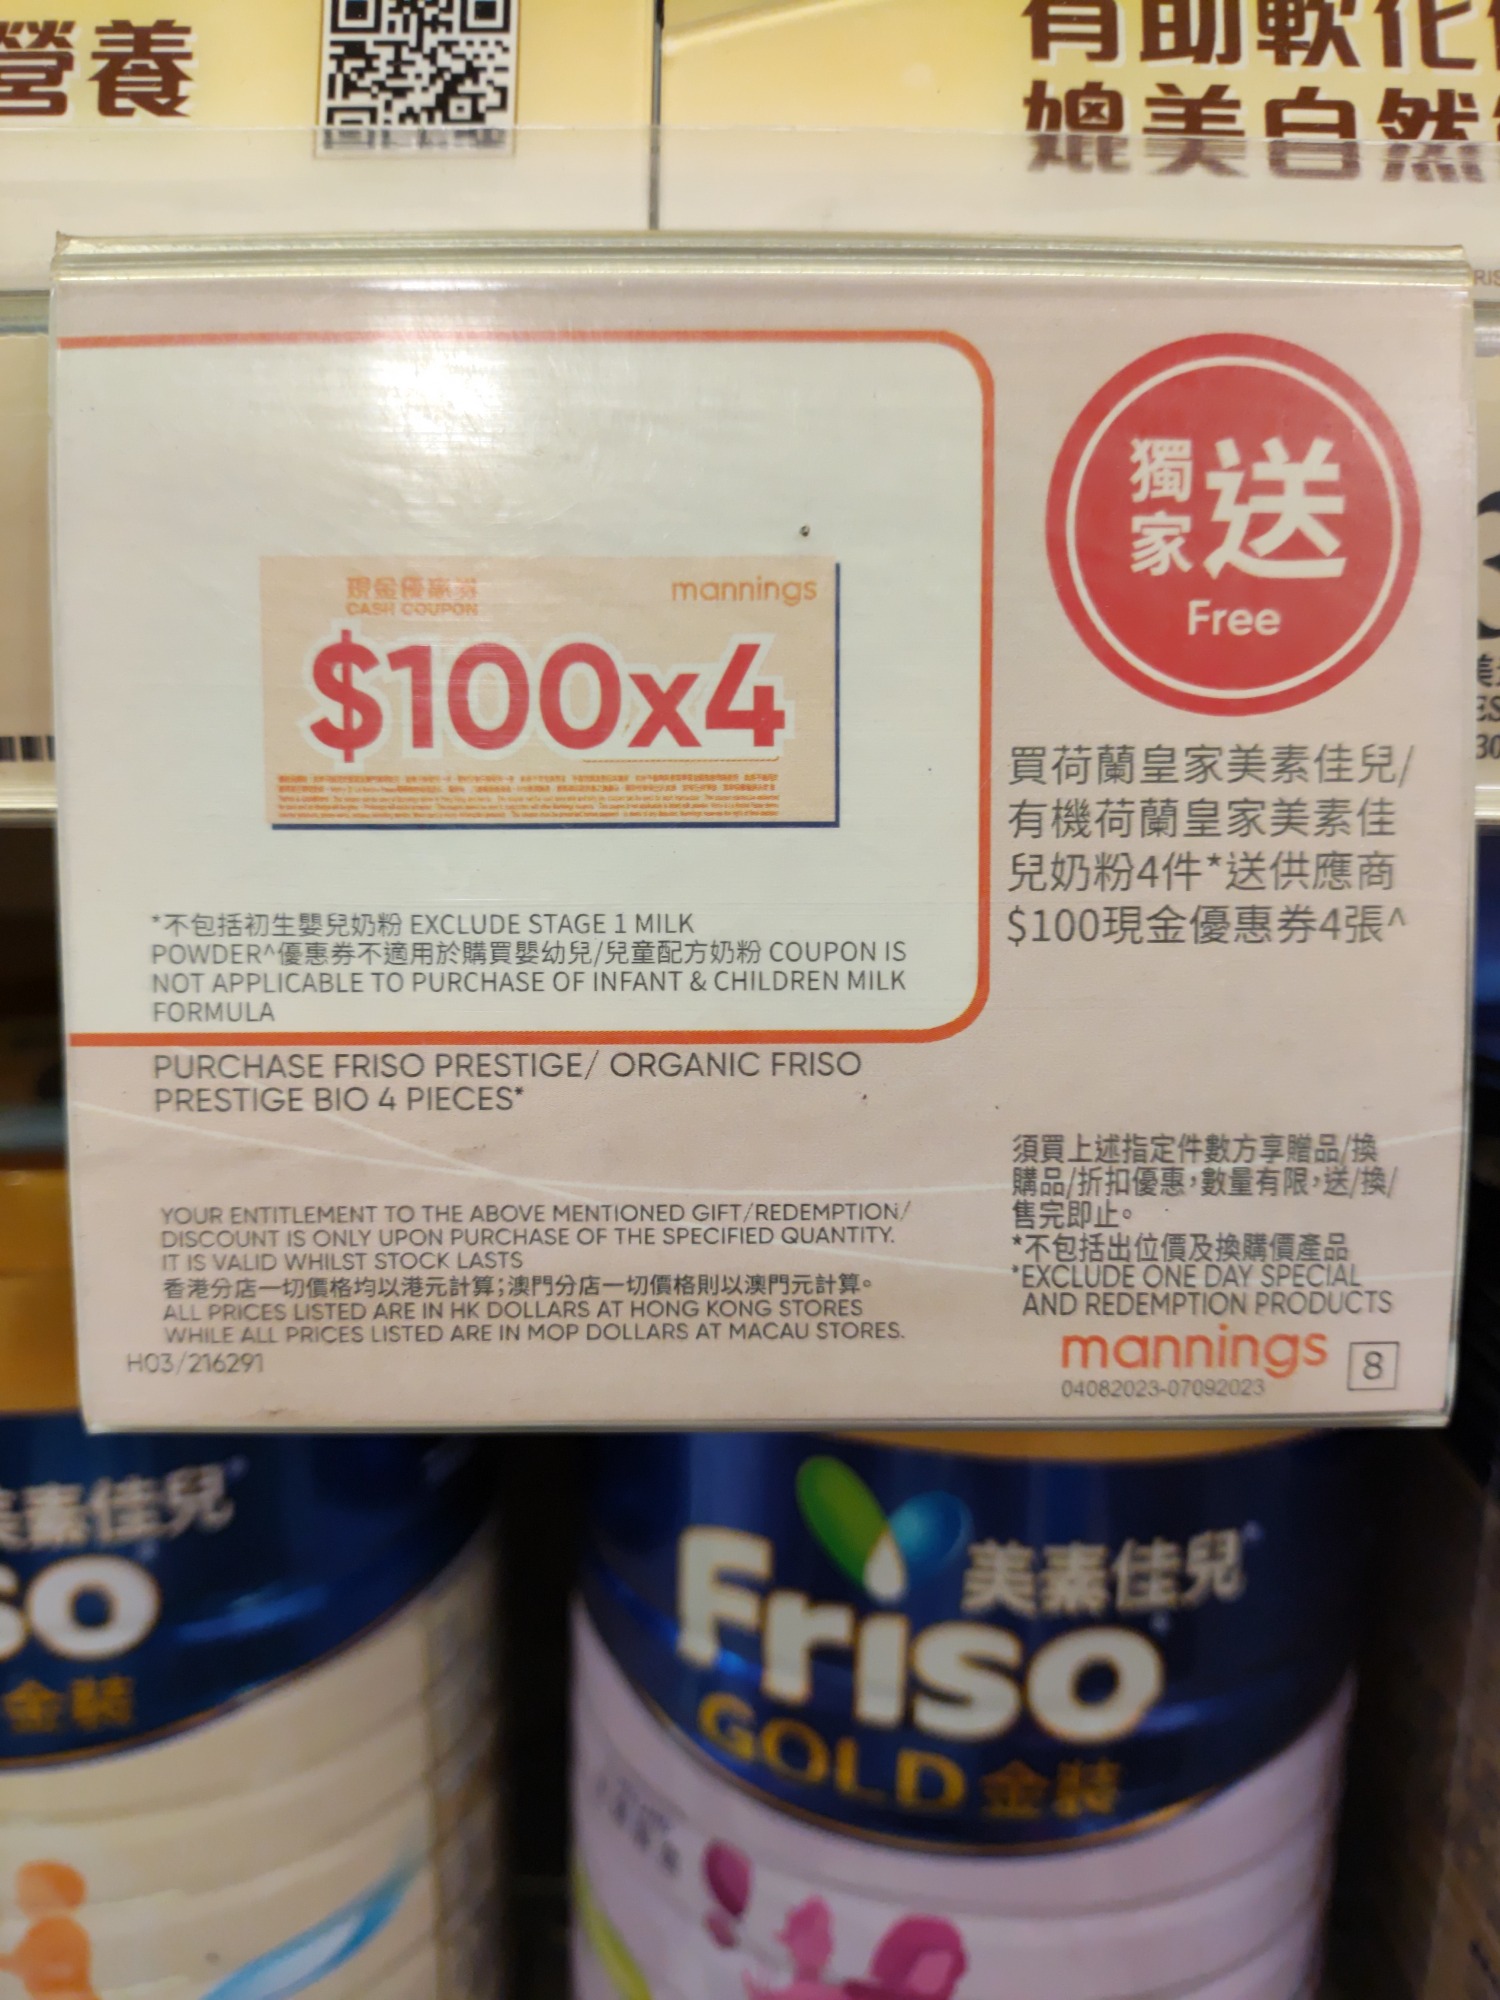 營養
有助軟化
媲美自然
現金優惠券
CASH COUPON
mannings
$100x4
獨家送
Free
買荷蘭皇家美素佳兒/
有機荷蘭皇家美素佳
兒奶粉4件*送供應商
$100現金優惠券4張^
*不包括初生嬰兒奶粉 EXCLUDE STAGE 1 MILK
POWDER^優惠券不適用於購買嬰幼兒/兒童配方奶粉 COUPON IS
NOT APPLICABLE TO PURCHASE OF INFANT & CHILDREN MILK
FORMULA
PURCHASE FRISO PRESTIGE/ ORGANIC FRISO
PRESTIGE BIO 4 PIECES*
YOUR ENTITLEMENT TO THE ABOVE MENTIONED GIFT/REDEMPTION/
DISCOUNT IS ONLY UPON PURCHASE OF THE SPECIFIED QUANTITY.
IT IS VALID WHILST STOCK LASTS
香港分店一切價格均以港元計算;澳門分店一切價格則以澳門元計算。
ALL PRICES LISTED ARE IN HK DOLLARS AT HONG KONG STORES
WHILE ALL PRICES LISTED ARE IN MOP DOLLARS AT MACAU STORES.
H03/216291
須買上述指定件數方享贈品/換
購品/折扣優惠,數量有限,送/換/
售完即止。
*不包括出位價及換購價產品
*EXCLUDE ONE DAY SPECIAL
AND REDEMPTION PRODUCTS
mannings 8
04082023-07092023
素佳兒
so
金裝
美素佳兒
Friso
GOLD 金裝